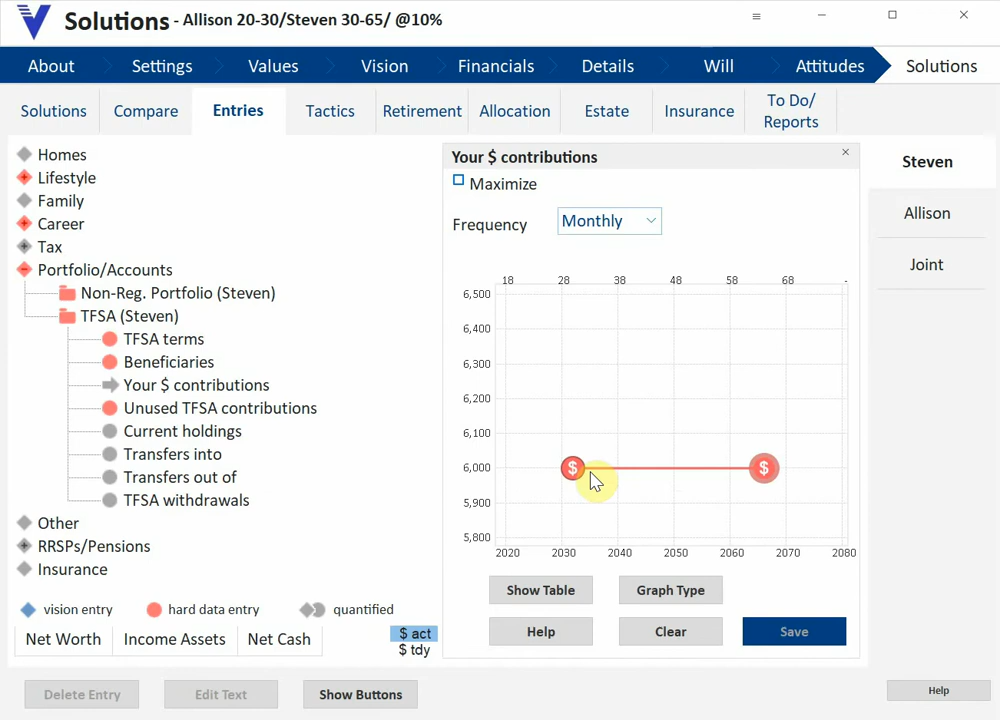 Solutions - Allison 20-30/Steven 30-65/ @10%
About Settings Values Vision Financials Details Will Attitudes Solutions
Solutions Compare Entries Tactics Retirement Allocation Estate Insurance To Do/
Reports
Homes
Lifestyle
Family
Career
Tax
Portfolio/Accounts
Non-Reg. Portfolio (Steven)
TFSA (Steven)
TFSA terms
Beneficiaries
Your $ contributions
Unused TFSA contributions
Current holdings
Transfers into
Transfers out of
TFSA withdrawals
Other
RRSPs/Pensions
Insurance
vision entry hard data entry quantified
Net Worth Income Assets Net Cash
$ act
$ tdy
Delete Entry Edit Text Show Buttons
Your $ contributions
Maximize
Frequency Monthly
18 28 38 48 58 68 -
6,500
6,400
6,300
6,200
6,100
6,000 $ $
5,900
5,800
2020 2030 2040 2050 2060 2070 2080
Show Table Graph Type
Help Clear Save
Steven
Allison
Joint
Help